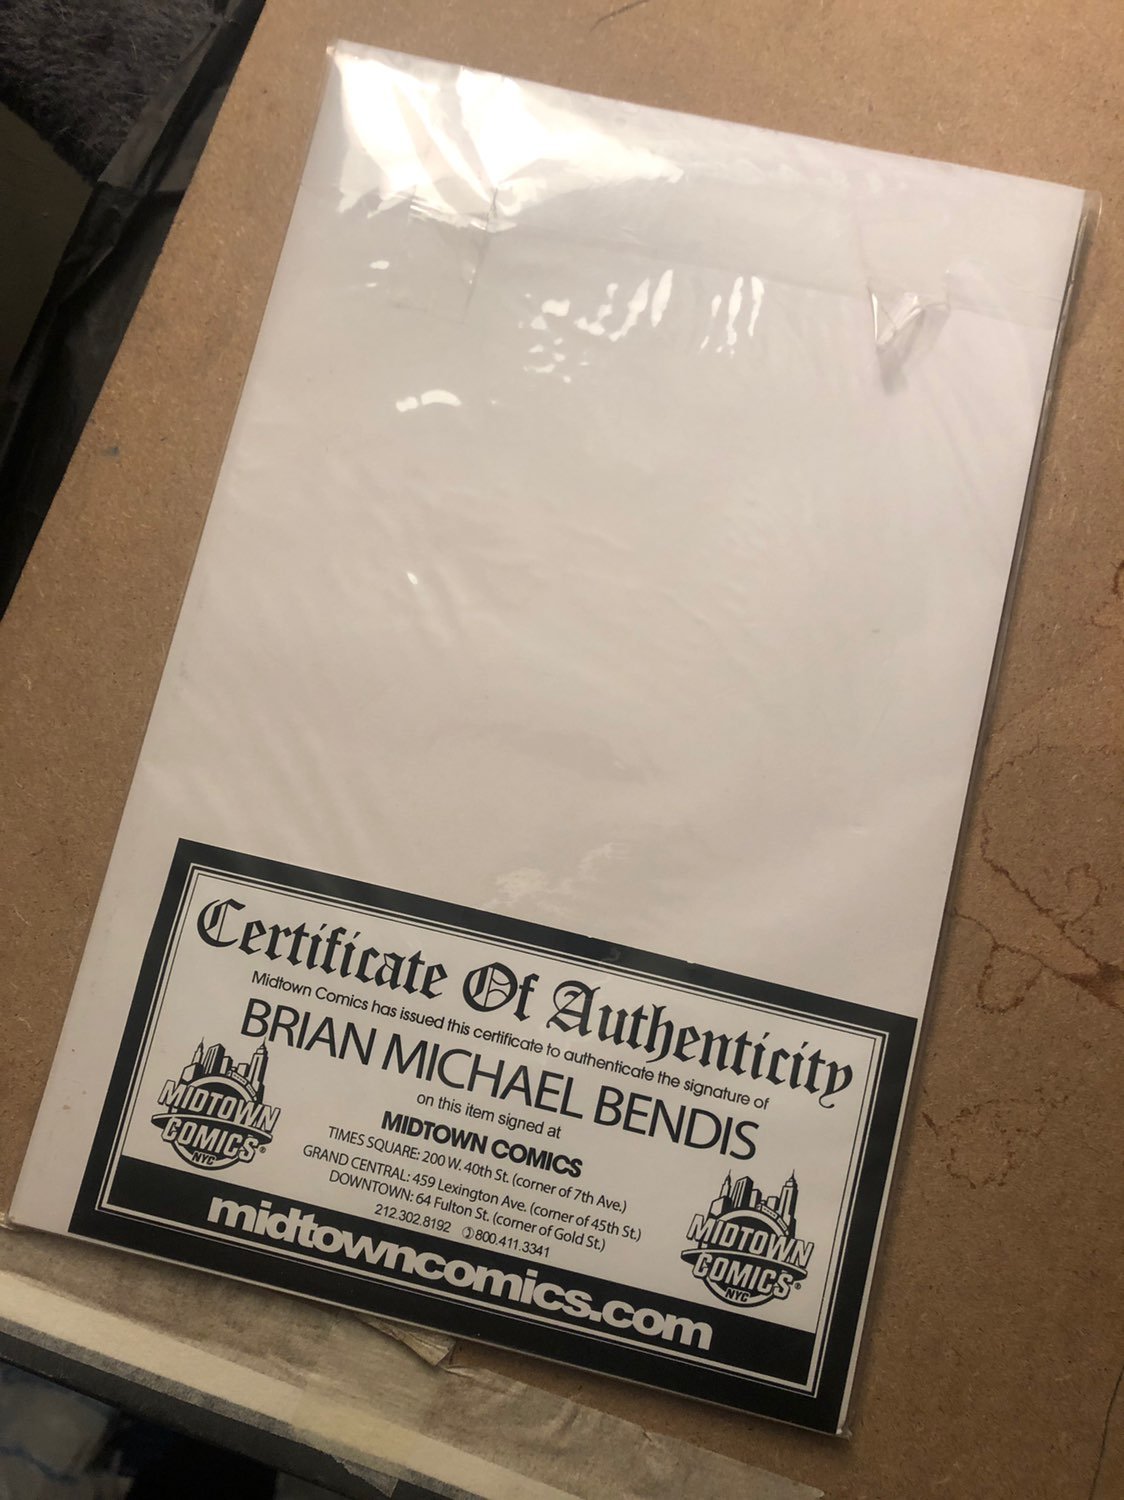 Certificate Of Authenticity
Midtown Comics has issued this certificate to authenticate the signature of
BRIAN MICHAEL BENDIS
on this item signed at
MIDTOWN COMICS
TIMES SQUARE: 200 W. 40th St. (corner of 7th Ave.)
GRAND CENTRAL: 459 Lexington Ave. (corner of 45th St.)
DOWNTOWN: 64 Fulton St. (corner of Gold St.)
212.302.8192 800.411.3341
MIDTOWN
COMICS®
NYC
MIDTOWN
COMICS®
NYC
midtowncomics.com